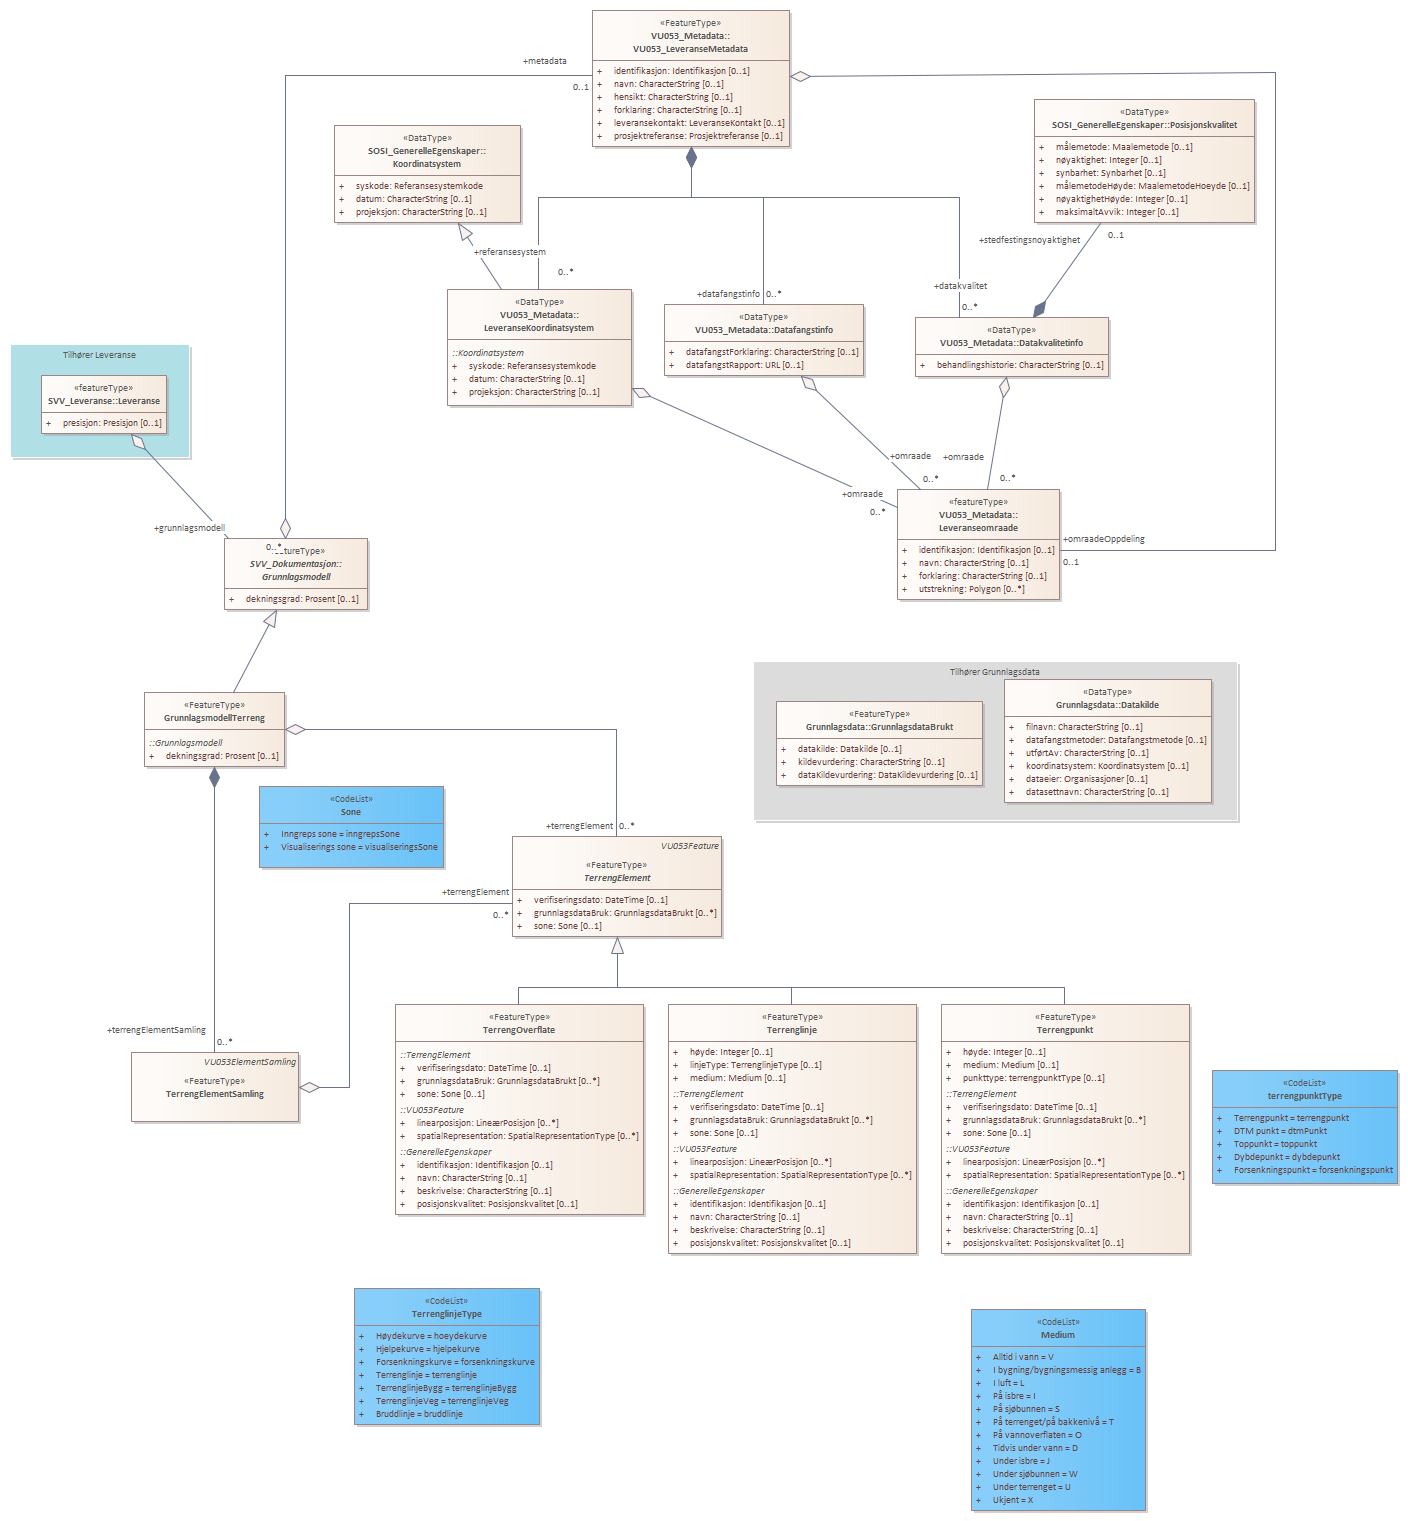 «FeatureType»
VU053_Metadata::
VU053_LeveranseMetadata
+ identifikasjon: Identifikasjon [0..1]
+ navn: CharacterString [0..1]
+ hensikt: CharacterString [0..1]
+ forklaring: CharacterString [0..1]
+ leveransekontakt: LeveranseKontakt [0..1]
+ prosjektreferanse: Prosjektreferanse [0..1]
+metadata
0..1
«DataType»
SOSI_GenerelleEgenskaper::
Koordinatsystem
+ syskode: Referansesystemkode
+ datum: CharacterString [0..1]
+ projeksjon: CharacterString [0..1]
«DataType»
SOSI_GenerelleEgenskaper::Posisjonskvalitet
+ målemetode: Maalemetode [0..1]
+ nøyaktighet: Integer [0..1]
+ synbarhet: Synbarhet [0..1]
+ målemetodeHøyde: MaalemetodeHoeyde [0..1]
+ nøyaktighetHøyde: Integer [0..1]
+ maksimaltAvvik: Integer [0..1]
+stedfestingsnoyaktighet
0..1
+referansesystem
0..*
+datafangstinfo
0..*
+datakvalitet
0..*
«DataType»
VU053_Metadata::
LeveranseKoordinatsystem
::Koordinatsystem
+ syskode: Referansesystemkode
+ datum: CharacterString [0..1]
+ projeksjon: CharacterString [0..1]
«DataType»
VU053_Metadata::Datafangstinfo
+ datafangstForklaring: CharacterString [0..1]
+ datafangstRapport: URL [0..1]
«DataType»
VU053_Metadata::Datakvalitetinfo
+ behandlingshistorie: CharacterString [0..1]
Tilhører Leveranse
«featureType»
SVV_Leveranse::Leveranse
+ presisjon: Presisjon [0..1]
+omraade
0..*
+omraade
0..*
+omraade
0..*
«featureType»
VU053_Metadata::
Leveranseomraade
+ identifikasjon: Identifikasjon [0..1]
+ navn: CharacterString [0..1]
+ forklaring: CharacterString [0..1]
+ utstrekning: Polygon [0..*]
+omraadeOppdeling
0..1
+grunnlagsmodell
0..*
atureType»
SVV_Dokumentasjon::
Grunnlagsmodell
+ dekningsgrad: Prosent [0..1]
Tilhører Grunnlagsdata
«FeatureType»
Grunnlagsdata::GrunnlagsdataBrukt
+ datakilde: Datakilde [0..1]
+ kildevurdering: CharacterString [0..1]
+ dataKildevurdering: DataKildevurdering [0..1]
«DataType»
Grunnlagsdata::Datakilde
+ filnavn: CharacterString [0..1]
+ datafangstmetoder: Datafangstmetode [0..1]
+ utførtAv: CharacterString [0..1]
+ koordinatsystem: Koordinatsystem [0..1]
+ dataeier: Organisasjoner [0..1]
+ datasettnavn: CharacterString [0..1]
«FeatureType»
GrunnlagsmodellTerreng
::Grunnlagsmodell
+ dekningsgrad: Prosent [0..1]
«CodeList»
Sone
+ Inngreps sone = inngrepsSone
+ Visualiserings sone = visualiseringsSone
+terrengElement
0..*
VU053Feature
«FeatureType»
TerrengElement
+ verifiseringsdato: DateTime [0..1]
+ grunnlagsdataBruk: GrunnlagsdataBrukt [0..*]
+ sone: Sone [0..1]
+terrengElement
0..*
+terrengElementSamling
0..*
VU053ElementSamling
«FeatureType»
TerrengElementSamling
«FeatureType»
TerrengOverflate
::TerrengElement
+ verifiseringsdato: DateTime [0..1]
+ grunnlagsdataBruk: GrunnlagsdataBrukt [0..*]
+ sone: Sone [0..1]
::VU053Feature
+ linearposisjon: LineærPosisjon [0..*]
+ spatialRepresentation: SpatialRepresentationType [0..*]
::GenerelleEgenskaper
+ identifikasjon: Identifikasjon [0..1]
+ navn: CharacterString [0..1]
+ beskrivelse: CharacterString [0..1]
+ posisjonskvalitet: Posisjonskvalitet [0..1]
«FeatureType»
Terrenglinje
+ høyde: Integer [0..1]
+ linjeType: TerrenglinjeType [0..1]
+ medium: Medium [0..1]
::TerrengElement
+ verifiseringsdato: DateTime [0..1]
+ grunnlagsdataBruk: GrunnlagsdataBrukt [0..*]
+ sone: Sone [0..1]
::VU053Feature
+ linearposisjon: LineærPosisjon [0..*]
+ spatialRepresentation: SpatialRepresentationType [0..*]
::GenerelleEgenskaper
+ identifikasjon: Identifikasjon [0..1]
+ navn: CharacterString [0..1]
+ beskrivelse: CharacterString [0..1]
+ posisjonskvalitet: Posisjonskvalitet [0..1]
«FeatureType»
Terrengpunkt
+ høyde: Integer [0..1]
+ medium: Medium [0..1]
+ punkttype: terrengpunktType [0..1]
::TerrengElement
+ verifiseringsdato: DateTime [0..1]
+ grunnlagsdataBruk: GrunnlagsdataBrukt [0..*]
+ sone: Sone [0..1]
::VU053Feature
+ linearposisjon: LineærPosisjon [0..*]
+ spatialRepresentation: SpatialRepresentationType [0..*]
::GenerelleEgenskaper
+ identifikasjon: Identifikasjon [0..1]
+ navn: CharacterString [0..1]
+ beskrivelse: CharacterString [0..1]
+ posisjonskvalitet: Posisjonskvalitet [0..1]
«CodeList»
terrengpunktType
+ Terrengpunkt = terrengpunkt
+ DTM punkt = dtmPunkt
+ Toppunkt = toppunkt
+ Dybdepunkt = dybdepunkt
+ Forsenkningspunkt = forsenkningspunkt
«CodeList»
TerrenglinjeType
+ Høydekurve = hoeydekurve
+ Hjelpekurve = hjelpekurve
+ Forsenkningskurve = forsenkningskurve
+ Terrenglinje = terrenglinje
+ TerrenglinjeBygg = terrenglinjeBygg
+ TerrenglinjeVeg = terrenglinjeVeg
+ Bruddlinje = bruddlinje
«CodeList»
Medium
+ Alltid i vann = V
+ I bygning/bygningsmessig anlegg = B
+ I luft = L
+ På isbre = I
+ På sjøbunnen = S
+ På terrenget/på bakkenivå = T
+ På vannoverflaten = O
+ Tidvis under vann = D
+ Under isbre = J
+ Under sjøbunnen = W
+ Under terrenget = U
+ Ukjent = X